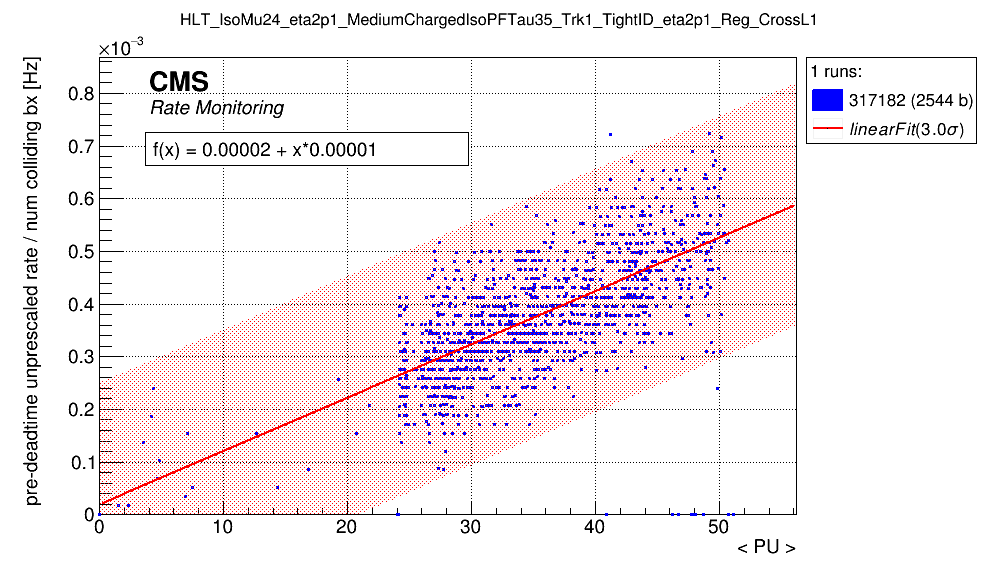 HLT_IsoMu24_eta2p1_MediumChargedIsoPFTau35_Trk1_TightID_eta2p1_Reg_CrossL1
×10⁻³
pre-deadtime unprescaled rate / num colliding bx [Hz]
CMS
Rate Monitoring
f(x) = 0.00002 + x*0.00001
0.8
0.7
0.6
0.5
0.4
0.3
0.2
0.1
0
0 10 20 30 40 50
< PU >
1 runs:
317182 (2544 b)
linearFit(3.0σ)